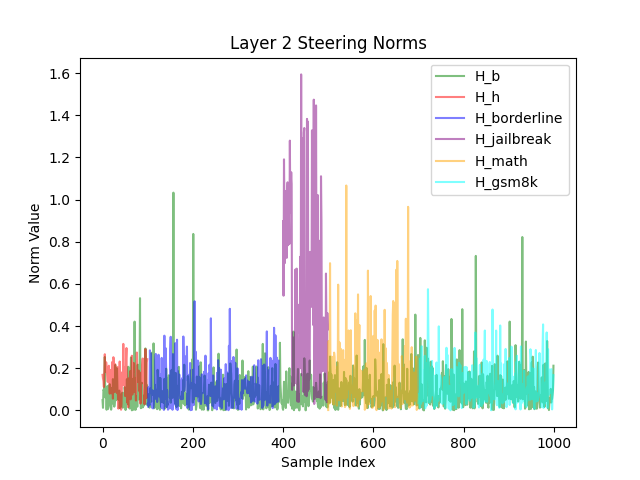 Layer 2 Steering Norms
Norm Value
1.6
1.4
1.2
1.0
0.8
0.6
0.4
0.2
0.0
H_b
H_h
H_borderline
H_jailbreak
H_math
H_gsm8k
0 200 400 600 800 1000
Sample Index